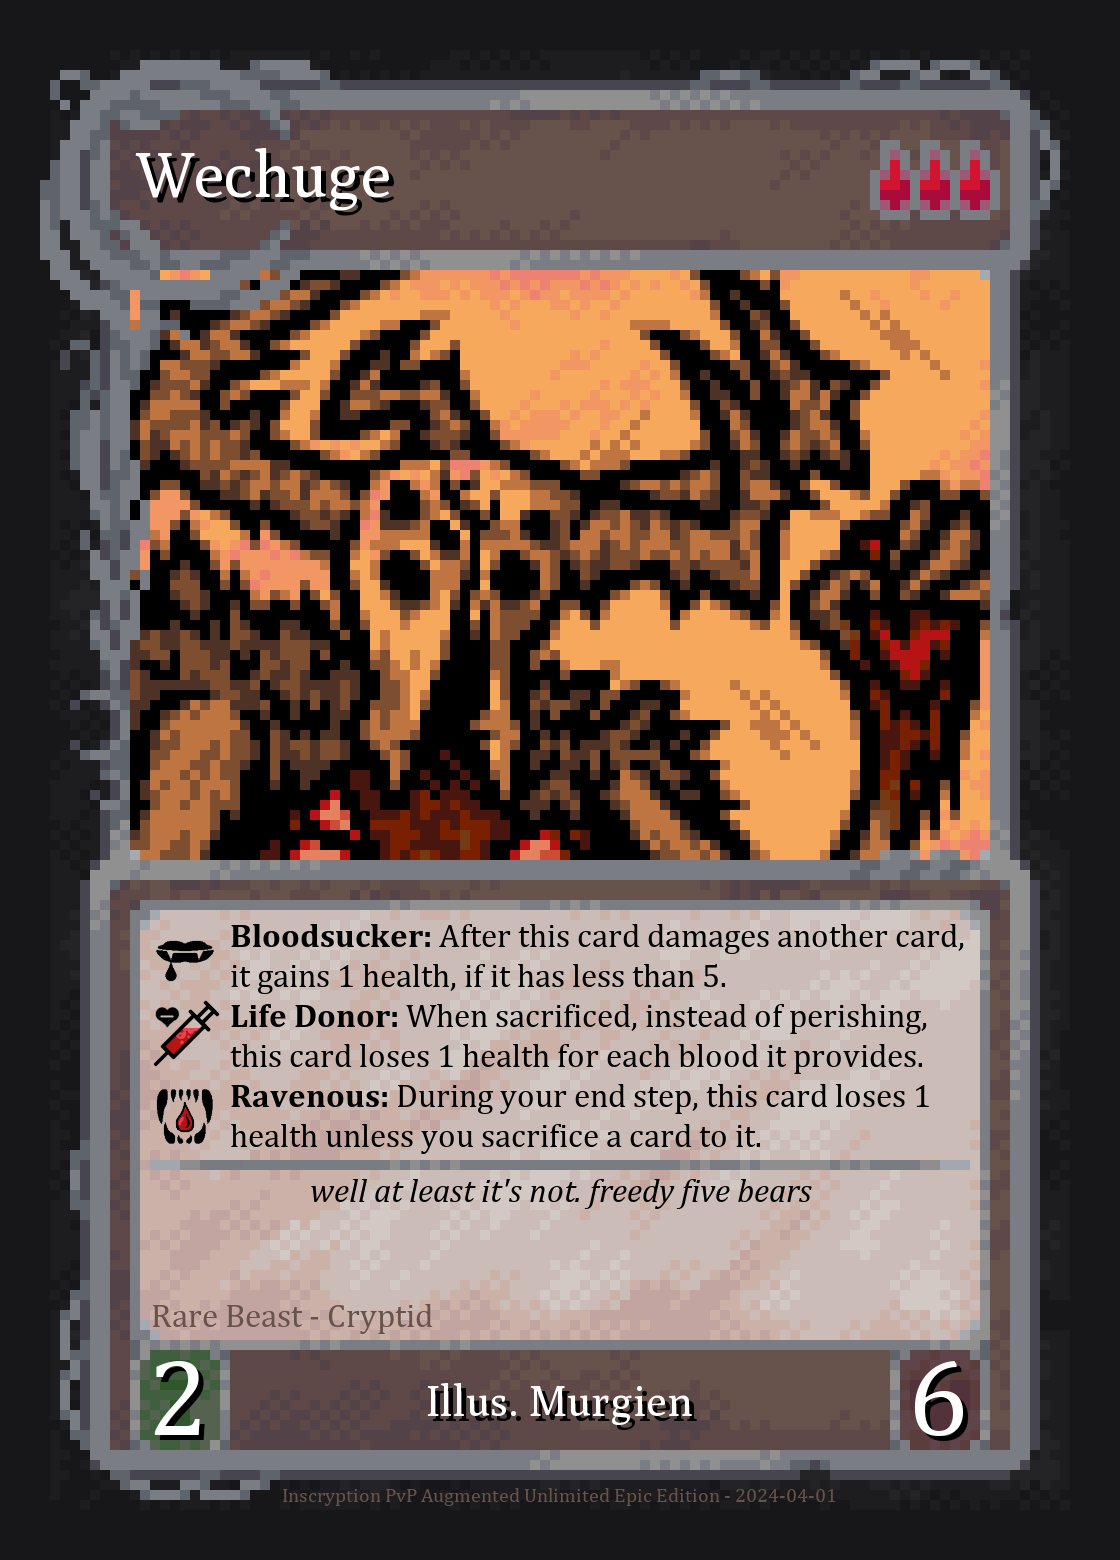 Wechuge
Bloodsucker: After this card damages another card,
it gains 1 health, if it has less than 5.
Life Donor: When sacrificed, instead of perishing,
this card loses 1 health for each blood it provides.
Ravenous: During your end step, this card loses 1
health unless you sacrifice a card to it.
well at least it's not. freedy five bears
Rare Beast - Cryptid
2
Illus. Murgien
6
Inscryption PvP Augmented Unlimited Epic Edition - 2024-04-01